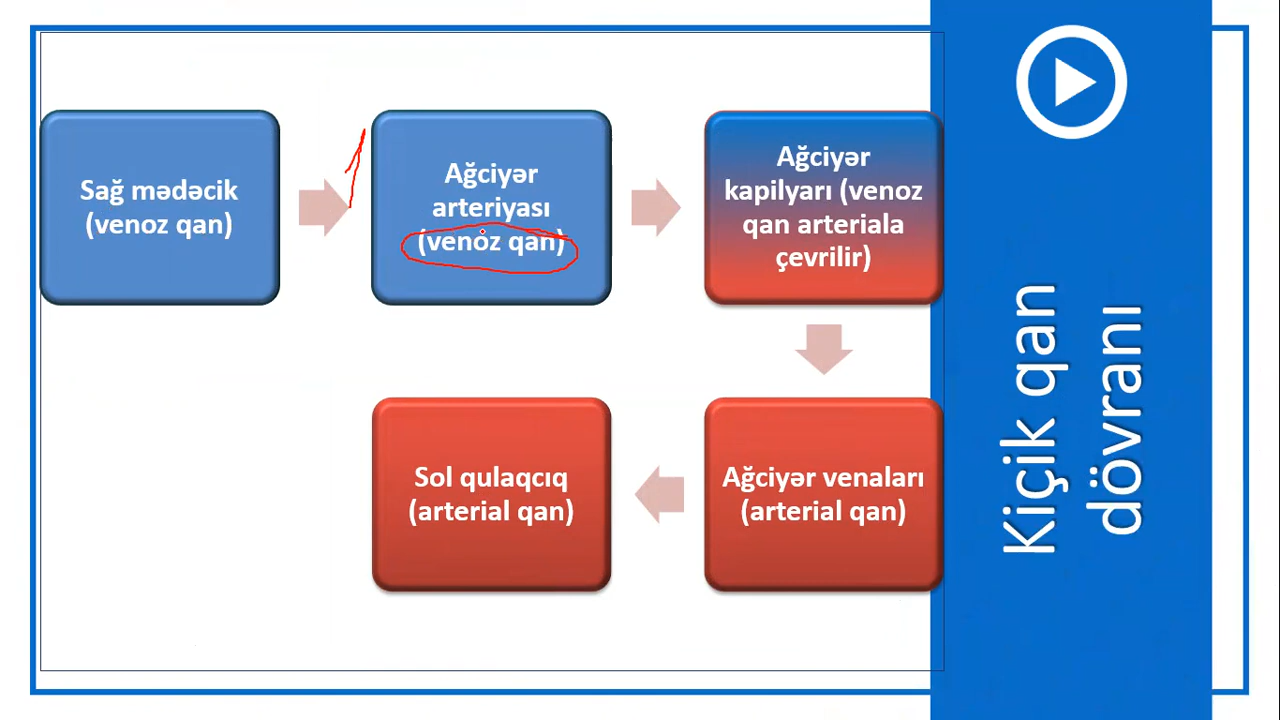 Sağ mədəcik
(venoz qan)
Ağciyər
arteriyası
(venoz qan)
Ağciyər
kapilyarı (venoz
qan arteriala
çevrilir)
Sol qulaqcıq
(arterial qan)
Ağciyər venaları
(arterial qan)
Kiçik qan
dövranı